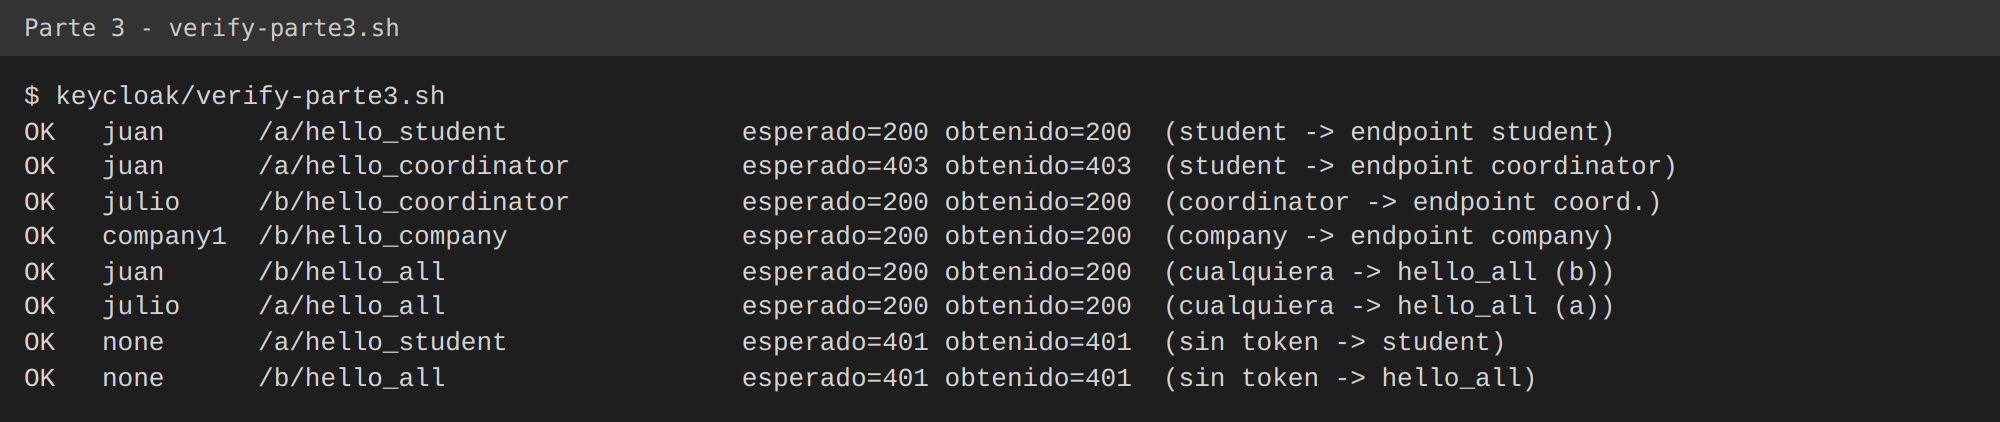 Parte 3 - verify-parte3.sh
$ keycloak/verify-parte3.sh
OK   juan      /a/hello_student               esperado=200 obtenido=200  (student -> endpoint student)
OK   juan      /a/hello_coordinator           esperado=403 obtenido=403  (student -> endpoint coordinator)
OK   julio     /b/hello_coordinator           esperado=200 obtenido=200  (coordinator -> endpoint coord.)
OK   company1  /b/hello_company               esperado=200 obtenido=200  (company -> endpoint company)
OK   juan      /b/hello_all                   esperado=200 obtenido=200  (cualquiera -> hello_all (b))
OK   julio     /a/hello_all                   esperado=200 obtenido=200  (cualquiera -> hello_all (a))
OK   none      /a/hello_student               esperado=401 obtenido=401  (sin token -> student)
OK   none      /b/hello_all                   esperado=401 obtenido=401  (sin token -> hello_all)